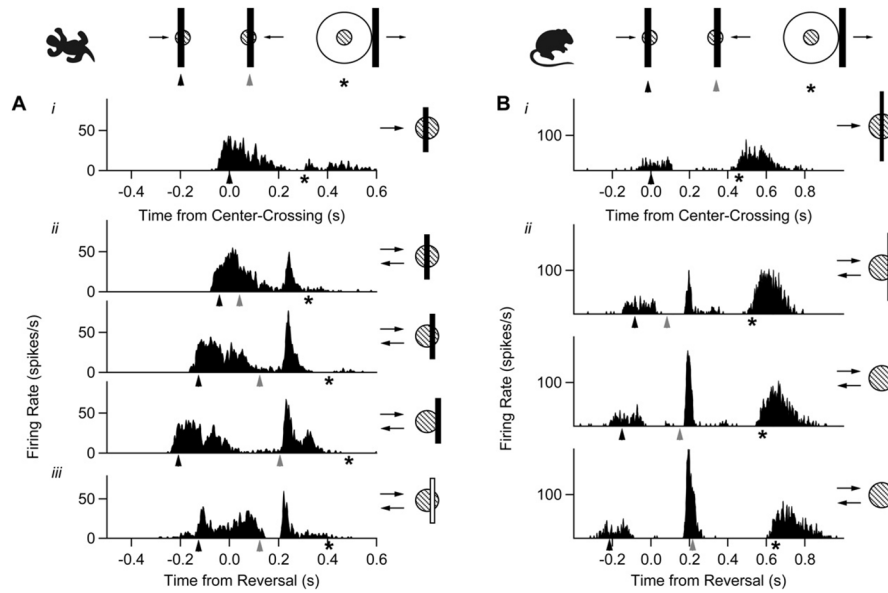 * *
A B
i
50
0
-0.4 -0.2 0.0 0.2 0.4 0.6
Time from Center-Crossing (s)
*
ii
50
0
*
50
0
*
50
0
*
iii
50
0
*
-0.4 -0.2 0.0 0.2 0.4 0.6
Time from Reversal (s)
Firing Rate (spikes/s)
i
100
*
-0.2 0.0 0.2 0.4 0.6 0.8
Time from Center-Crossing (s)
ii
100
*
100
*
100
*
-0.2 0.0 0.2 0.4 0.6 0.8
Time from Reversal (s)
Firing Rate (spikes/s)